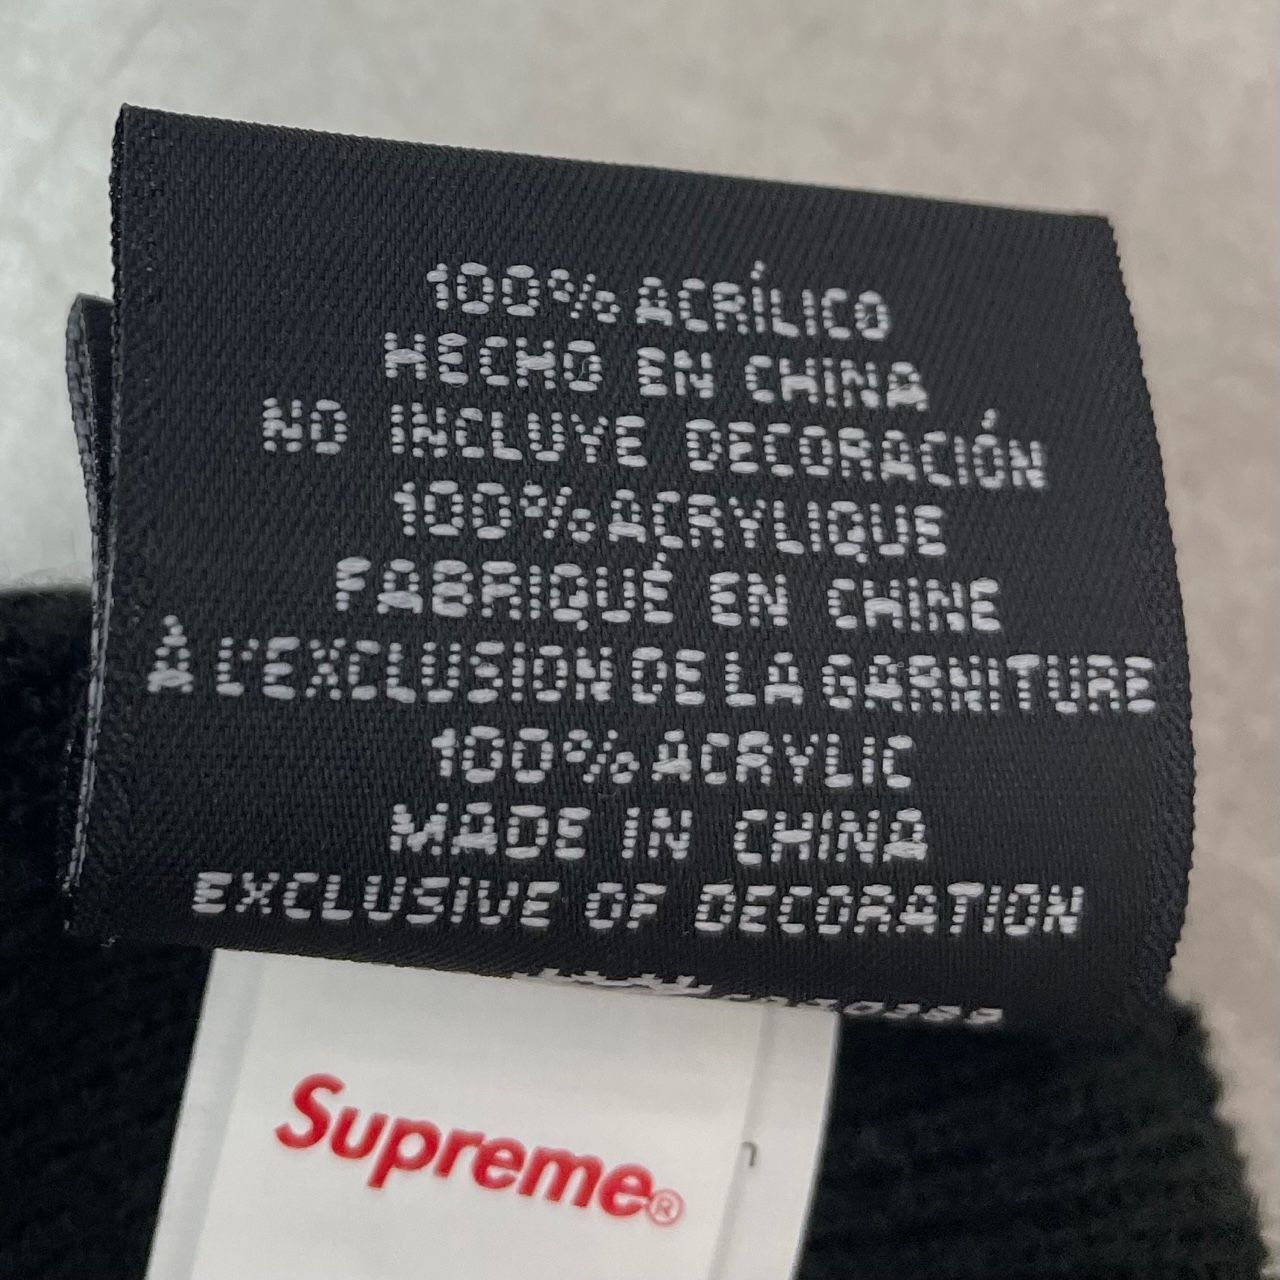 100% ACRÍLICO
HECHO EN CHINA
NO INCLUYE DECORACIÓN
100% ACRYLIQUE
FABRIQUÉ EN CHINE
À L'EXCLUSION DE LA GARNITURE
100% ACRYLIC
MADE IN CHINA
EXCLUSIVE OF DECORATION
Supreme®